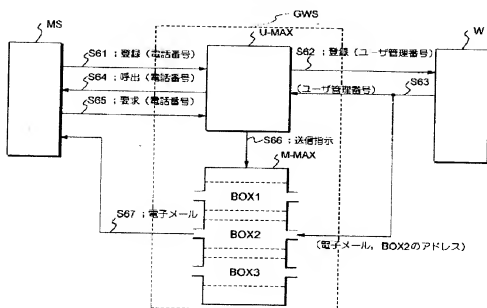 GWS
MS
U-MAX
W
S61；登録（電話番号）
S62；登録（ユーザ管理番号）
S64；呼出（電話番号）
（ユーザ管理番号）
S63
S65；要求（電話番号）
S66；送信指示
M-MAX
BOX1
S67；電子メール
BOX2
（電子メール，BOX2のアドレス）
BOX3